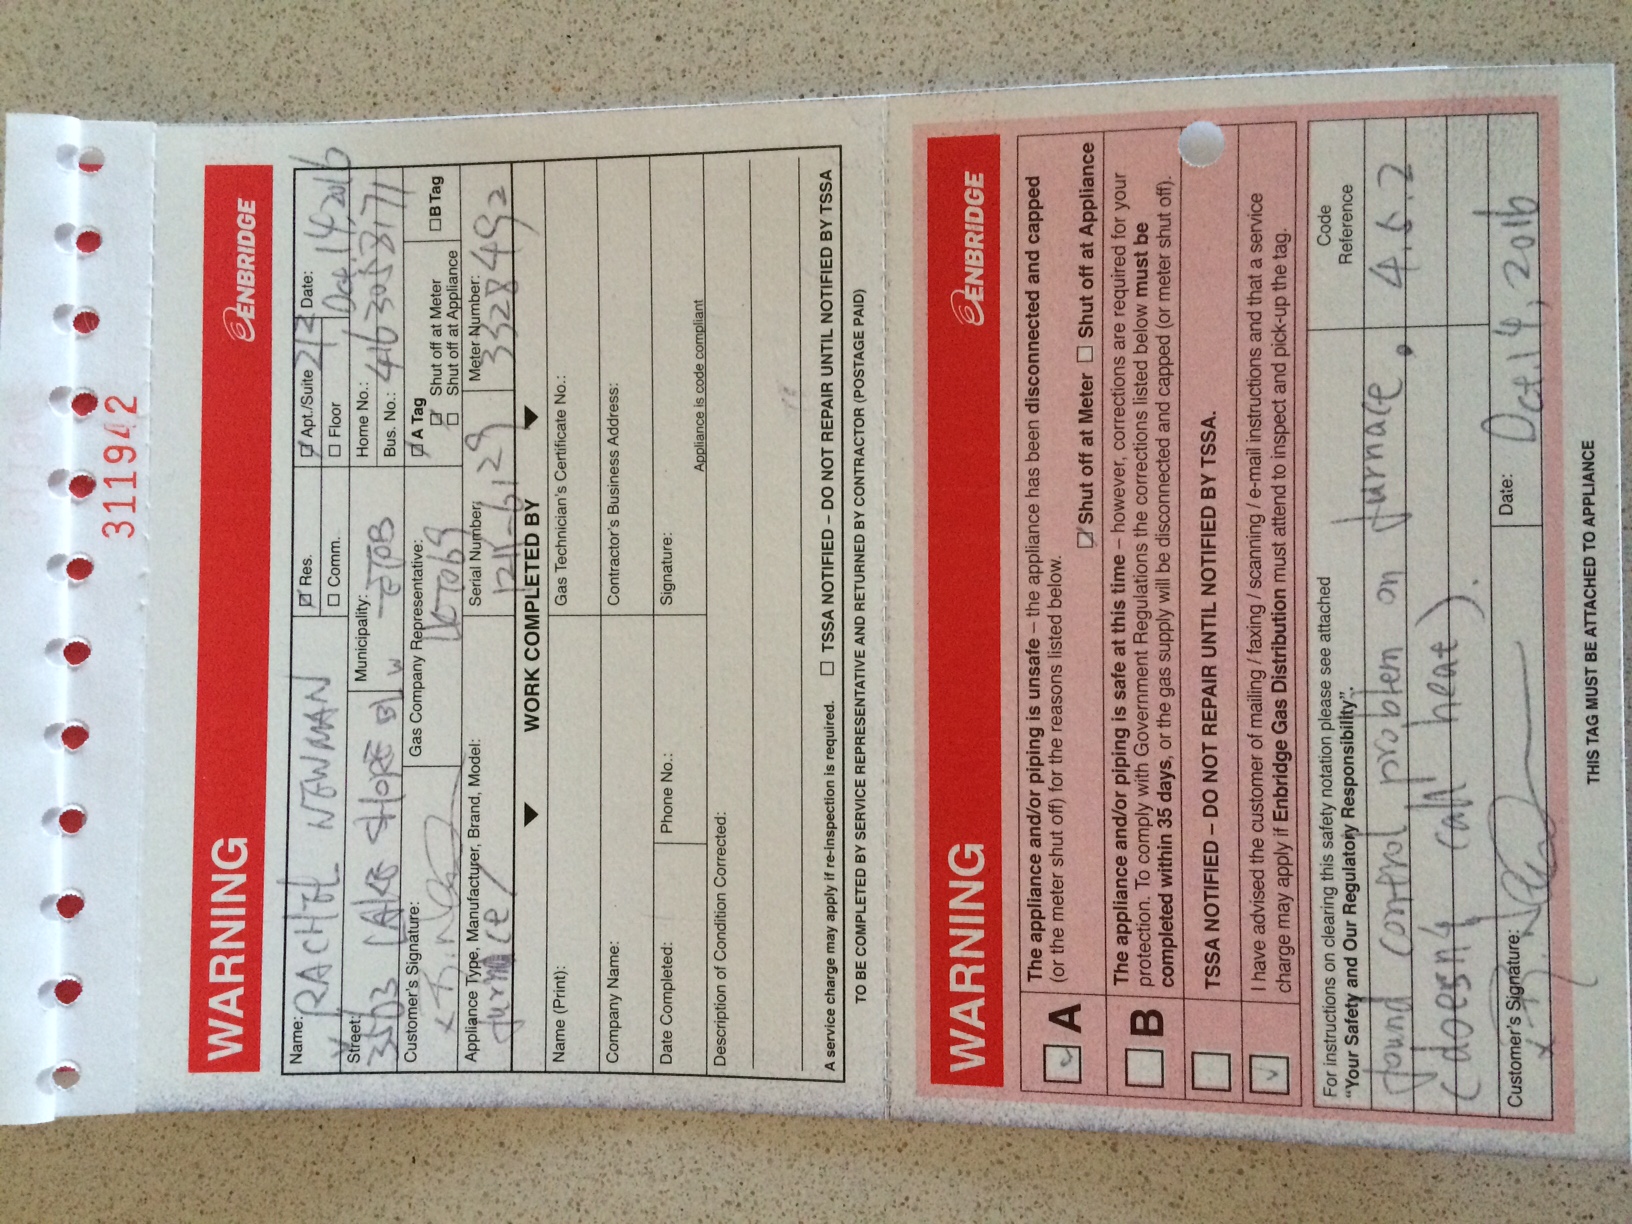 311942
WARNING ENBRIDGE
Name: RACHEL NEWMAN
Res.
Comm.
Apt./Suite 212
Floor
Date: Oct. 14, 2016
Street: 3563 LAKE SHORE BL W
Municipality: ETOB
Home No.:
Bus. No.: 416 305 3171
Customer's Signature:
Gas Company Representative:
A Tag
Shut off at Meter
Shut off at Appliance
B Tag
Appliance Type, Manufacturer, Brand, Model: furnace
Serial Number:
Meter Number: 3328492
WORK COMPLETED BY
Name (Print):
Gas Technician's Certificate No.:
Company Name:
Contractor's Business Address:
Date Completed:
Phone No.:
Signature:
Description of Condition Corrected:
Appliance is code compliant
A service charge may apply if re-inspection is required.
TSSA NOTIFIED – DO NOT REPAIR UNTIL NOTIFIED BY TSSA
TO BE COMPLETED BY SERVICE REPRESENTATIVE AND RETURNED BY CONTRACTOR (POSTAGE PAID)
WARNING ENBRIDGE
A The appliance and/or piping is unsafe – the appliance has been disconnected and capped
(or the meter shut off) for the reasons listed below.
Shut off at Meter Shut off at Appliance
B The appliance and/or piping is safe at this time – however, corrections are required for your
protection. To comply with Government Regulations the corrections listed below must be
completed within 35 days, or the gas supply will be disconnected and capped (or meter shut off).
TSSA NOTIFIED – DO NOT REPAIR UNTIL NOTIFIED BY TSSA.
I have advised the customer of mailing / faxing / scanning / e-mail instructions and that a service
charge may apply if Enbridge Gas Distribution must attend to inspect and pick-up the tag.
For instructions on clearing this safety notation please see attached
"Your Safety and Our Regulatory Responsibility".
Code
Reference
found control problem on furnace. 4.6.2
(doesn't call heat).
Customer's Signature:
Date: Oct. 14, 2016
THIS TAG MUST BE ATTACHED TO APPLIANCE